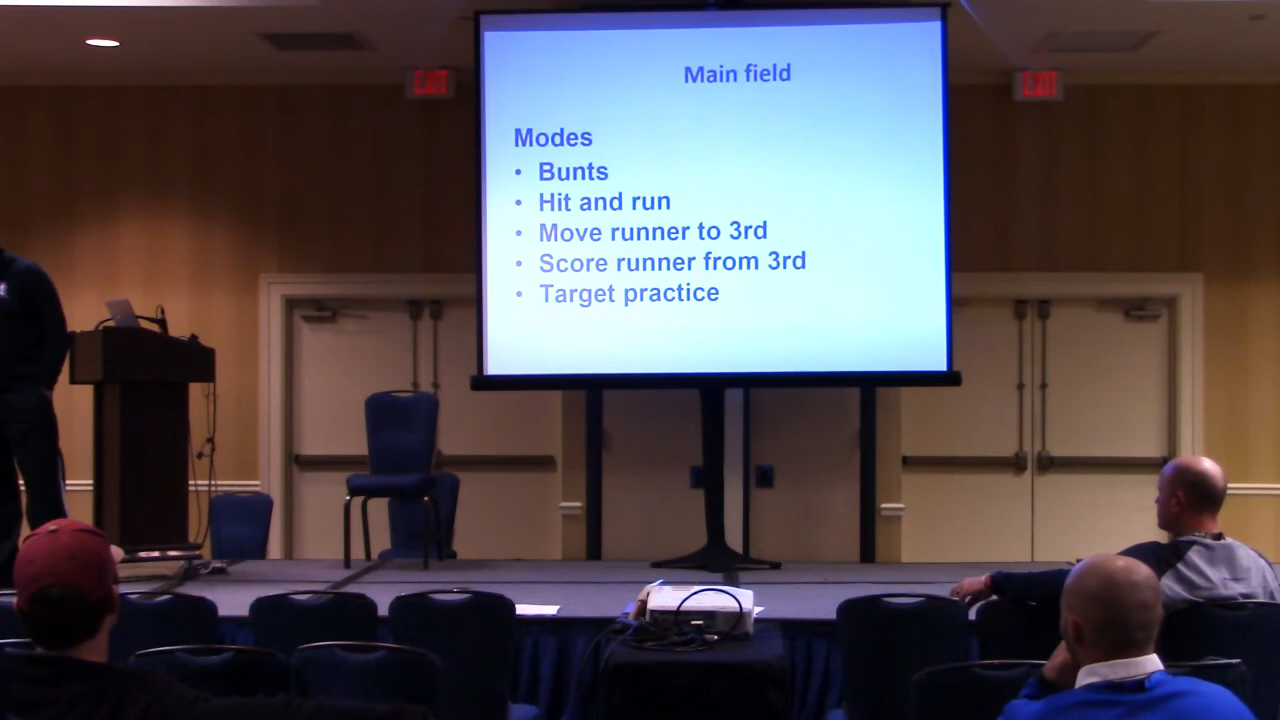 Main field
EXIT
EXIT
Modes
• Bunts
• Hit and run
• Move runner to 3rd
• Score runner from 3rd
• Target practice